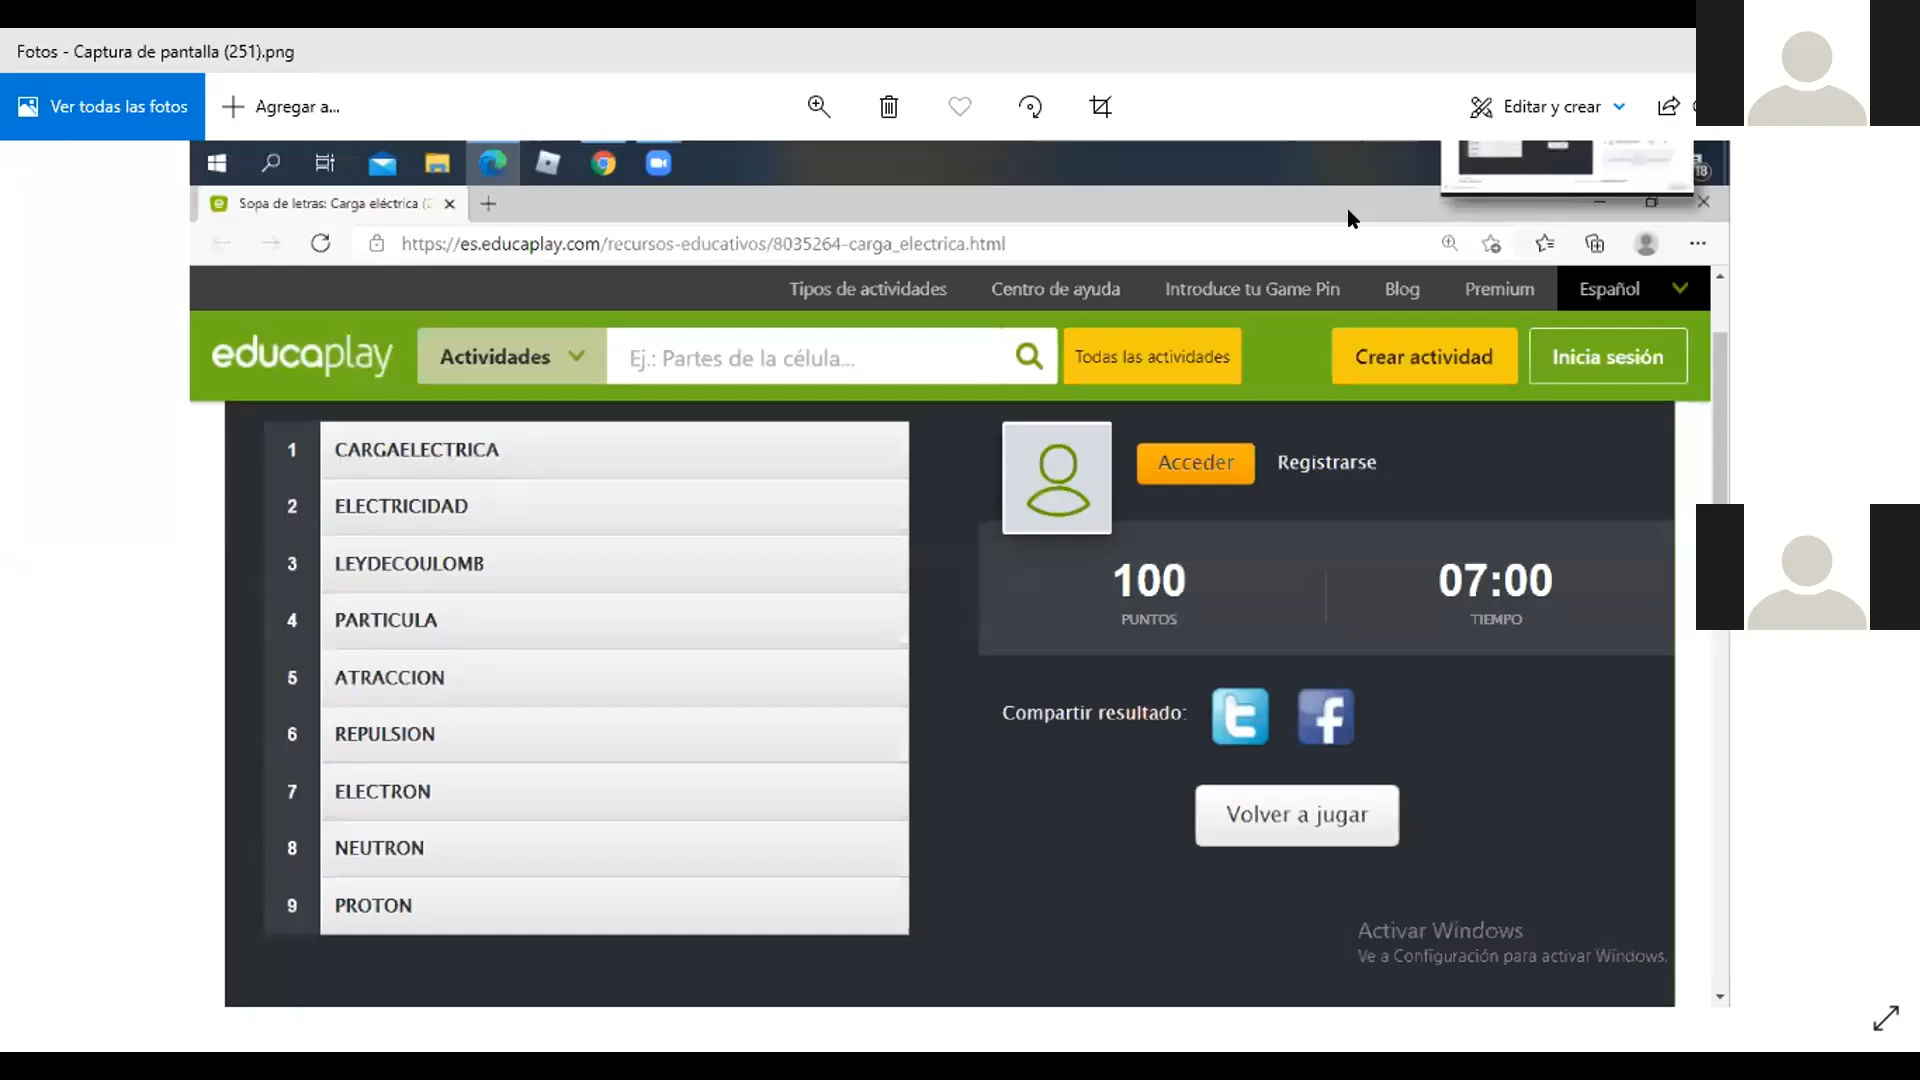 Fotos - Captura de pantalla (251).png
Ver todas las fotos
Agregar a...
Editar y crear
18
Sopa de letras: Carga eléctrica (
https://es.educaplay.com/recursos-educativos/8035264-carga_electrica.html
Tipos de actividades
Centro de ayuda
Introduce tu Game Pin
Blog
Premium
Español
educaplay
Actividades
Ej.: Partes de la célula...
Todas las actividades
Crear actividad
Inicia sesión
1 CARGAELECTRICA
2 ELECTRICIDAD
3 LEYDECOULOMB
4 PARTICULA
5 ATRACCION
6 REPULSION
7 ELECTRON
8 NEUTRON
9 PROTON
Acceder
Registrarse
100
PUNTOS
07:00
TIEMPO
Compartir resultado:
Volver a jugar
Activar Windows
Ve a Configuración para activar Windows.